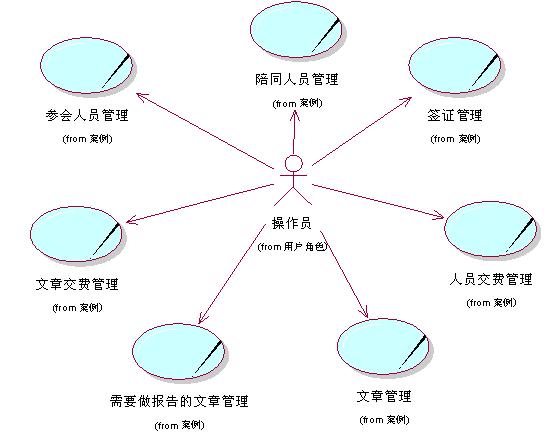 陪同人员管理
(from 案例)
参会人员管理
(from 案例)
签证管理
(from 案例)
操作员
(from 用户角色)
文章交费管理
(from 案例)
人员交费管理
(from 案例)
需要做报告的文章管理
(from 案例)
文章管理
(from 案例)